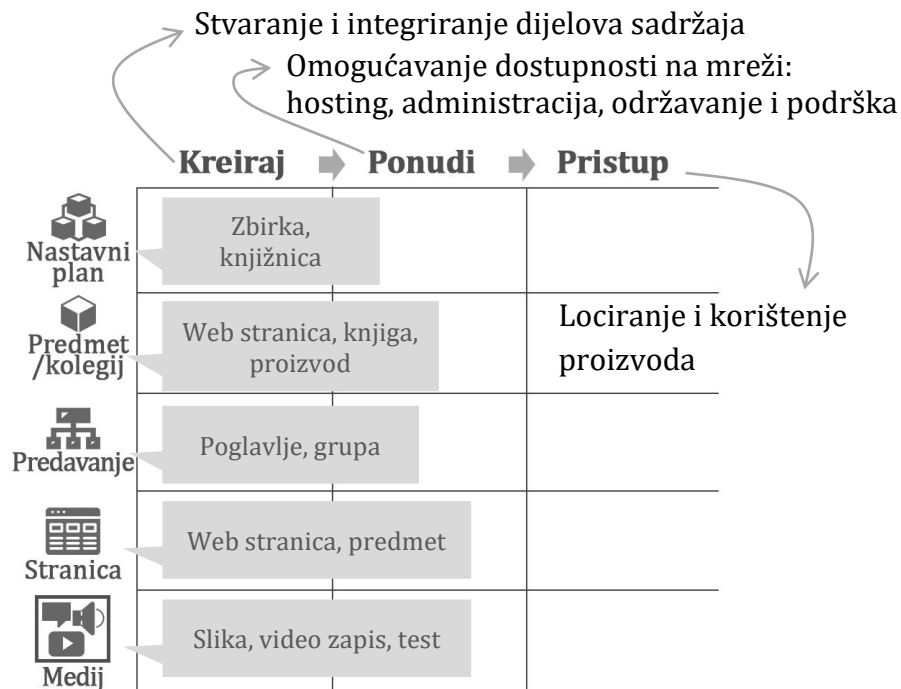 Stvaranje i integriranje dijelova sadržaja
Omogućavanje dostupnosti na mreži:
hosting, administracija, održavanje i podrška
Kreiraj Ponudi Pristup
Nastavni
plan
Zbirka,
knjižnica
Predmet
/kolegij
Web stranica, knjiga,
proizvod
Lociranje i korištenje
proizvoda
Predavanje
Poglavlje, grupa
Stranica
Web stranica, predmet
Medij
Slika, video zapis, test